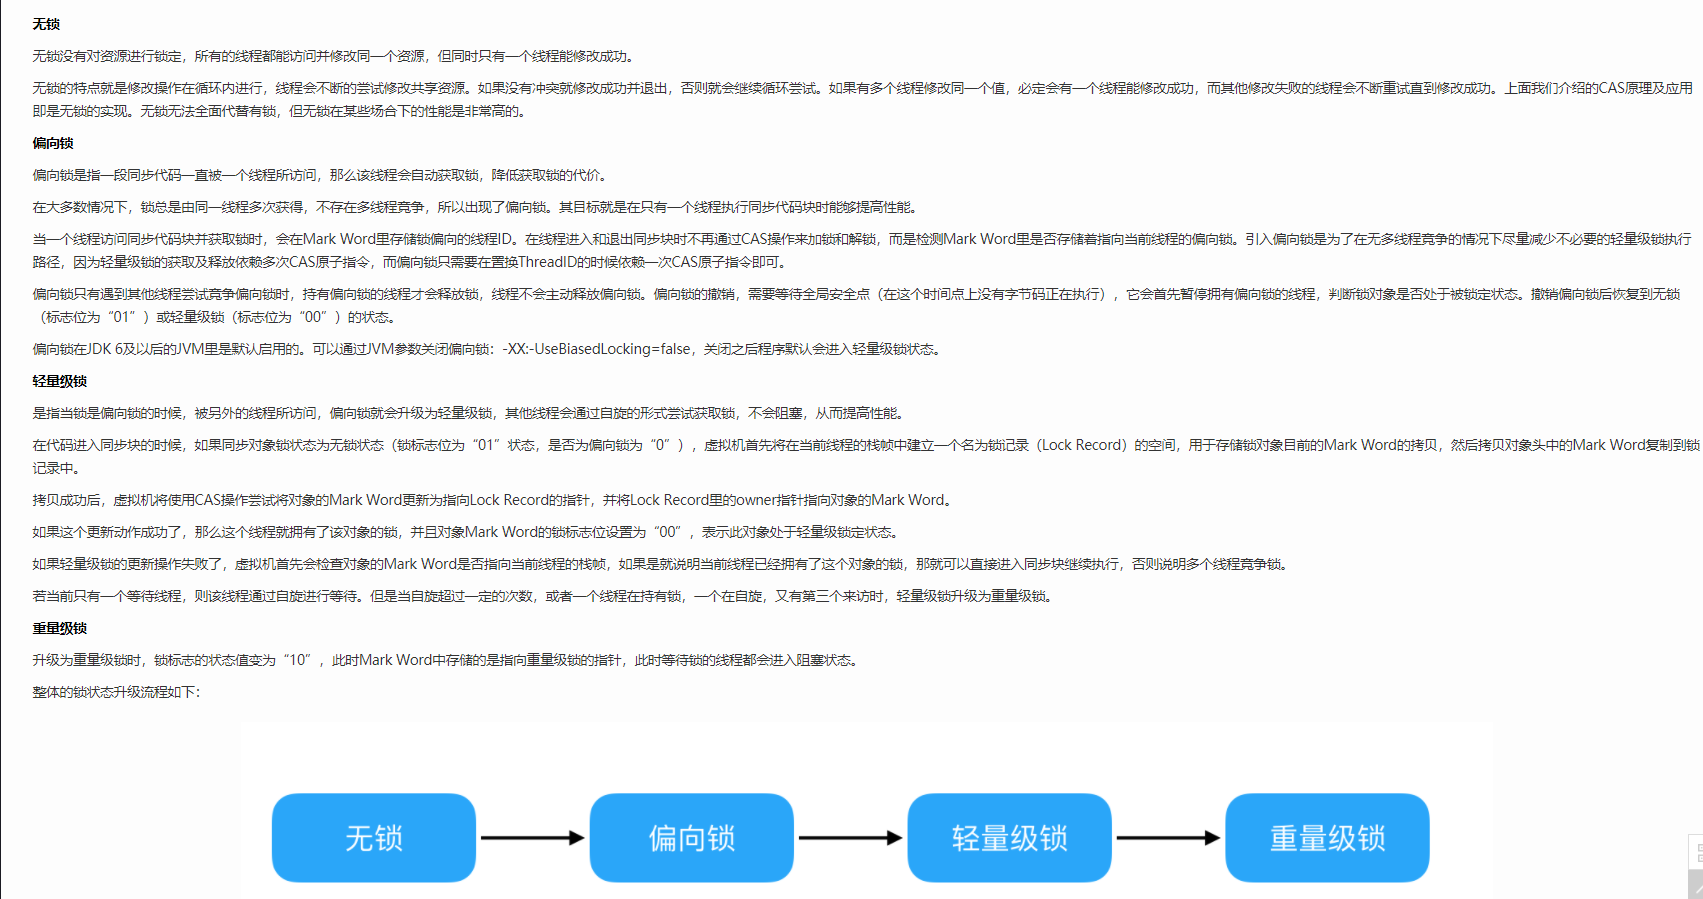 无锁
无锁没有对资源进行锁定，所有的线程都能访问并修改同一个资源，但同时只有一个线程能修改成功。
无锁的特点就是修改操作在循环内进行，线程会不断的尝试修改共享资源。如果没有冲突就修改成功并退出，否则就会继续循环尝试。如果有多个线程修改同一个值，必定会有一个线程能修改成功，而其他修改失败的线程会不断重试直到修改成功。上面我们介绍的CAS原理及应用
即是无锁的实现。无锁无法全面代替有锁，但无锁在某些场合下的性能是非常高的。
偏向锁
偏向锁是指一段同步代码一直被一个线程所访问，那么该线程会自动获取锁，降低获取锁的代价。
在大多数情况下，锁总是由同一线程多次获得，不存在多线程竞争，所以出现了偏向锁。其目标就是在只有一个线程执行同步代码块时能够提高性能。
当一个线程访问同步代码块并获取锁时，会在Mark Word里存储锁偏向的线程ID。在线程进入和退出同步块时不再通过CAS操作来加锁和解锁，而是检测Mark Word里是否存储着指向当前线程的偏向锁。引入偏向锁是为了在无多线程竞争的情况下尽量减少不必要的轻量级锁执行
路径，因为轻量级锁的获取及释放依赖多次CAS原子指令，而偏向锁只需要在置换ThreadID的时候依赖一次CAS原子指令即可。
偏向锁只有遇到其他线程尝试竞争偏向锁时，持有偏向锁的线程才会释放锁，线程不会主动释放偏向锁。偏向锁的撤销，需要等待全局安全点（在这个时间点上没有字节码正在执行），它会首先暂停拥有偏向锁的线程，判断锁对象是否处于被锁定状态。撤销偏向锁后恢复到无锁
（标志位为“01”）或轻量级锁（标志位为“00”）的状态。
偏向锁在JDK 6及以后的JVM里是默认启用的。可以通过JVM参数关闭偏向锁：-XX:-UseBiasedLocking=false，关闭之后程序默认会进入轻量级锁状态。
轻量级锁
是指当锁是偏向锁的时候，被另外的线程所访问，偏向锁就会升级为轻量级锁，其他线程会通过自旋的形式尝试获取锁，不会阻塞，从而提高性能。
在代码进入同步块的时候，如果同步对象锁状态为无锁状态（锁标志位为“01”状态，是否为偏向锁为“0”），虚拟机首先将在当前线程的栈帧中建立一个名为锁记录（Lock Record）的空间，用于存储锁对象目前的Mark Word的拷贝，然后拷贝对象头中的Mark Word复制到锁
记录中。
拷贝成功后，虚拟机将使用CAS操作尝试将对象的Mark Word更新为指向Lock Record的指针，并将Lock Record里的owner指针指向对象的Mark Word。
如果这个更新动作成功了，那么这个线程就拥有了该对象的锁，并且对象Mark Word的锁标志位设置为“00”，表示此对象处于轻量级锁定状态。
如果轻量级锁的更新操作失败了，虚拟机首先会检查对象的Mark Word是否指向当前线程的栈帧，如果是就说明当前线程已经拥有了这个对象的锁，那就可以直接进入同步块继续执行，否则说明多个线程竞争锁。
若当前只有一个等待线程，则该线程通过自旋进行等待。但是当自旋超过一定的次数，或者一个线程在持有锁，一个在自旋，又有第三个来访时，轻量级锁升级为重量级锁。
重量级锁
升级为重量级锁时，锁标志的状态值变为“10”，此时Mark Word中存储的是指向重量级锁的指针，此时等待锁的线程都会进入阻塞状态。
整体的锁状态升级流程如下：
无锁
偏向锁
轻量级锁
重量级锁